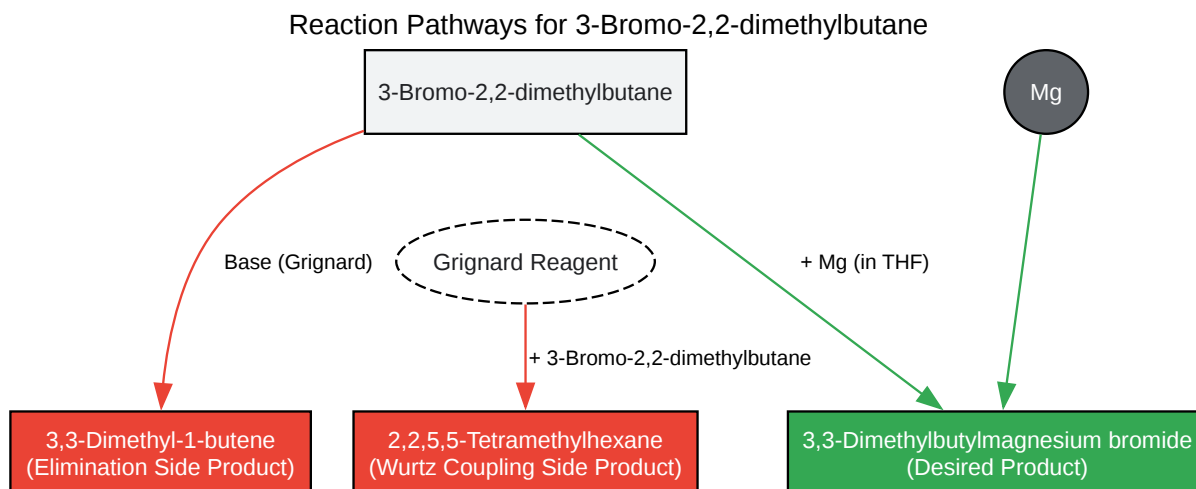 Reaction Pathways for 3-Bromo-2,2-dimethylbutane
3-Bromo-2,2-dimethylbutane
Mg
Base (Grignard)
Grignard Reagent
+ Mg (in THF)
+ 3-Bromo-2,2-dimethylbutane
3,3-Dimethyl-1-butene
(Elimination Side Product)
2,2,5,5-Tetramethylhexane
(Wurtz Coupling Side Product)
3,3-Dimethylbutylmagnesium bromide
(Desired Product)